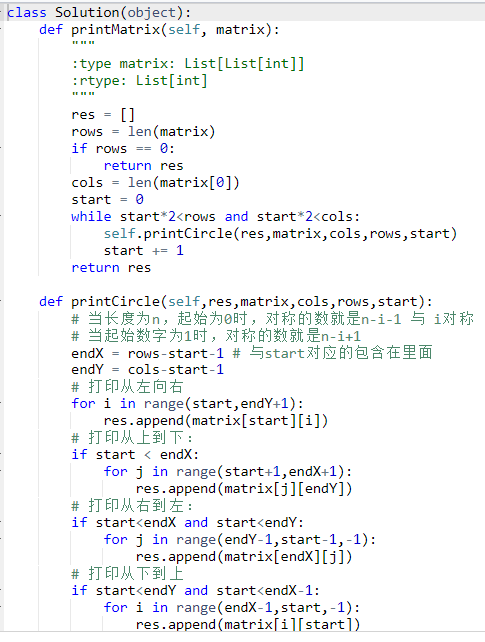 class Solution(object):
    def printMatrix(self, matrix):
        """
        :type matrix: List[List[int]]
        :rtype: List[int]
        """
        res = []
        rows = len(matrix)
        if rows == 0:
            return res
        cols = len(matrix[0])
        start = 0
        while start*2<rows and start*2<cols:
            self.printCircle(res,matrix,cols,rows,start)
            start += 1
        return res

    def printCircle(self,res,matrix,cols,rows,start):
        # 当长度为n，起始为0时，对称的数就是n-i-1 与 i对称
        # 当起始数字为1时，对称的数就是n-i+1
        endX = rows-start-1 # 与start对应的包含在里面
        endY = cols-start-1
        # 打印从左向右
        for i in range(start,endY+1):
            res.append(matrix[start][i])
        # 打印从上到下：
        if start < endX:
            for j in range(start+1,endX+1):
                res.append(matrix[j][endY])
        # 打印从右到左：
        if start<endX and start<endY:
            for j in range(endY-1,start-1,-1):
                res.append(matrix[endX][j])
        # 打印从下到上
        if start<endY and start<endX-1:
            for i in range(endX-1,start,-1):
                res.append(matrix[i][start])